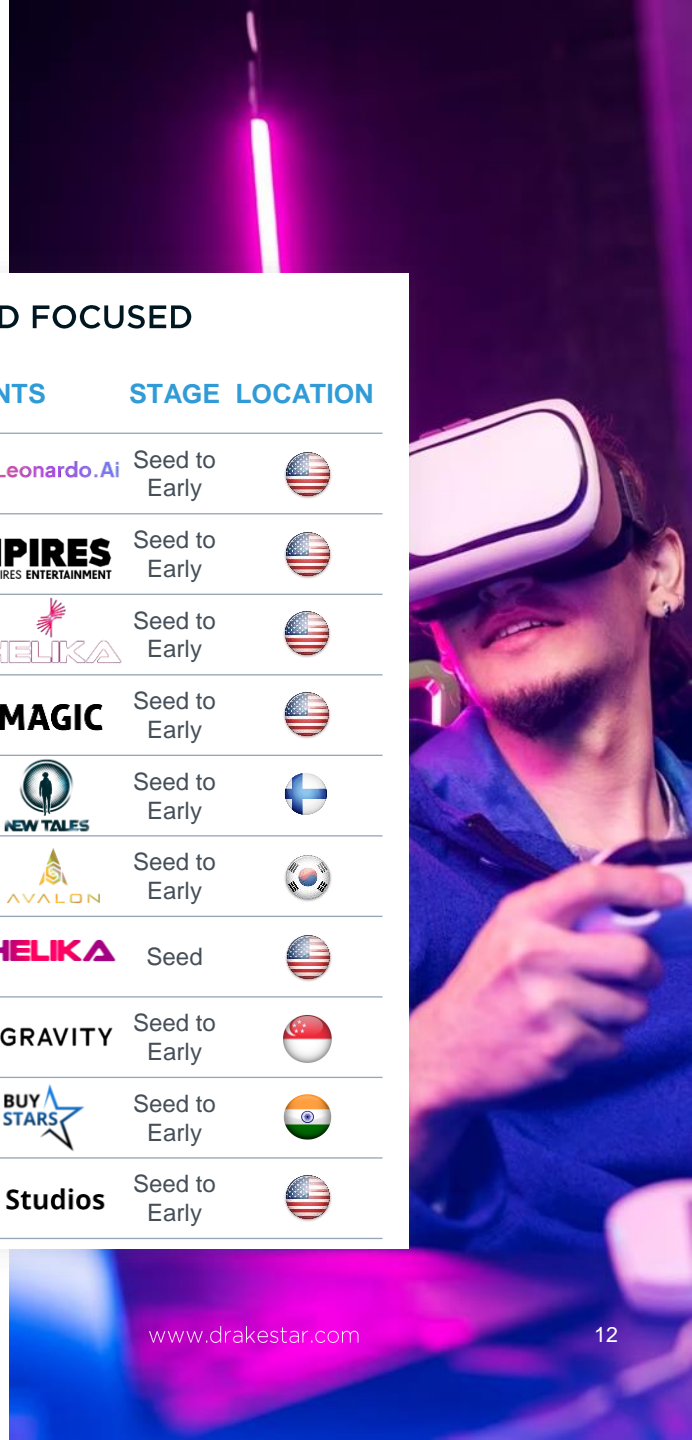 D FOCUSED
NTS STAGE LOCATION
Leonardo.Ai Seed to
Early
MPIRES Seed to
IRES ENTERTAINMENT Early
HELIKA Seed to
Early
MAGIC Seed to
Early
NEW TALES Seed to
Early
AVALON Seed to
Early
HELIKA Seed
GRAVITY Seed to
Early
BUY Seed to
STARS Early
Studios Seed to
Early
www.drakestar.com 12